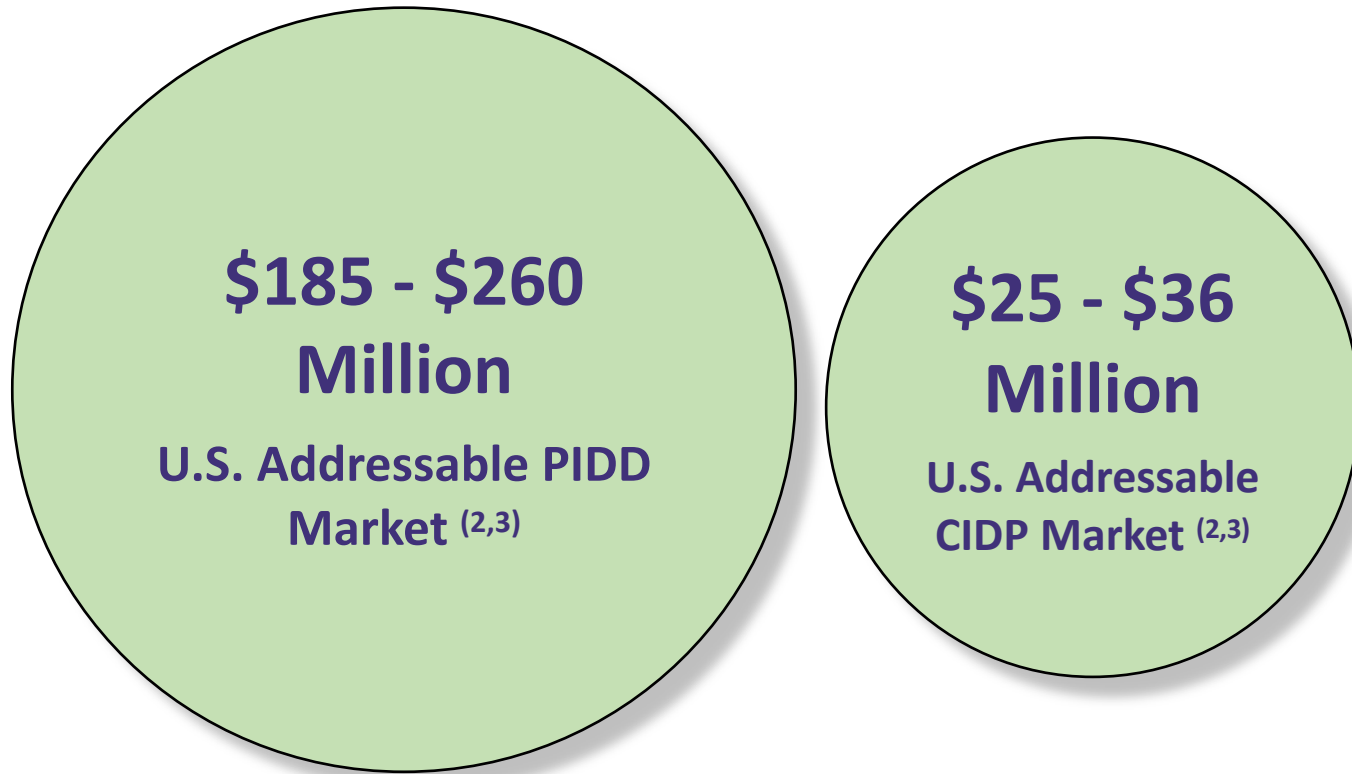 $185 - $260
Million
U.S. Addressable PIDD
Market (2,3)
$25 - $36
Million
U.S. Addressable
CIDP Market (2,3)